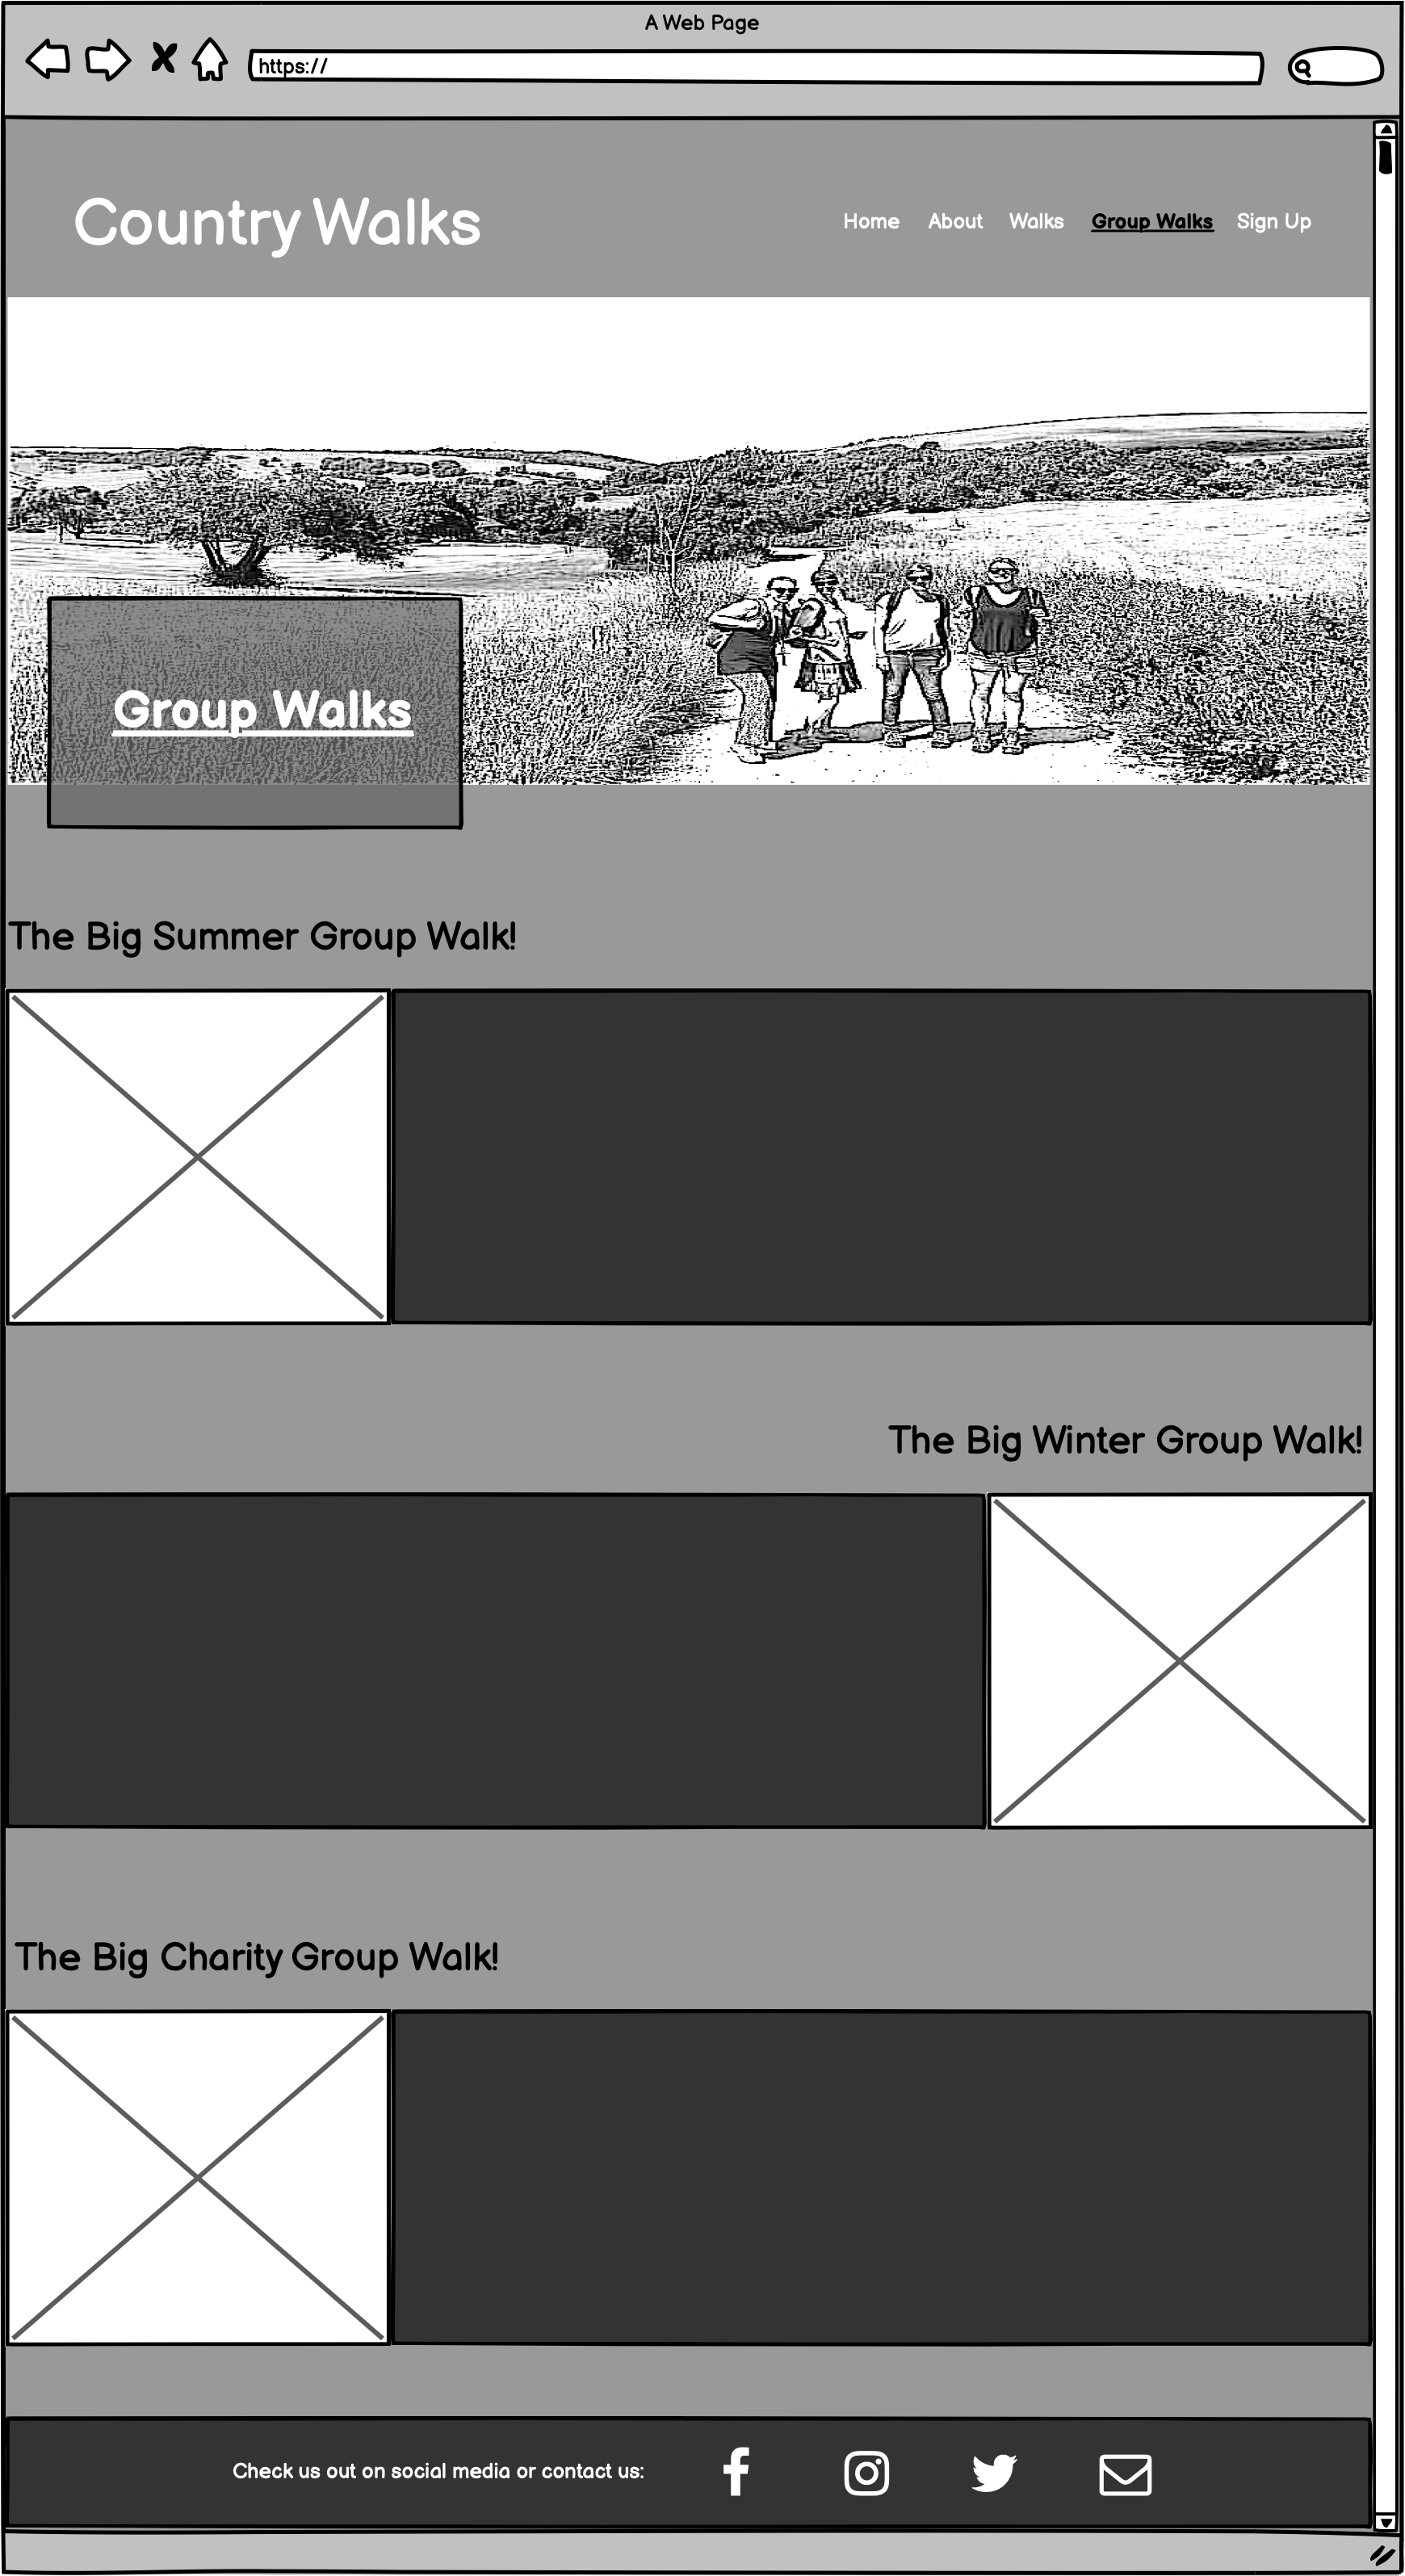 A Web Page
https://
Country Walks
Home About Walks Group Walks Sign Up
Group Walks
The Big Summer Group Walk!
The Big Winter Group Walk!
The Big Charity Group Walk!
Check us out on social media or contact us: